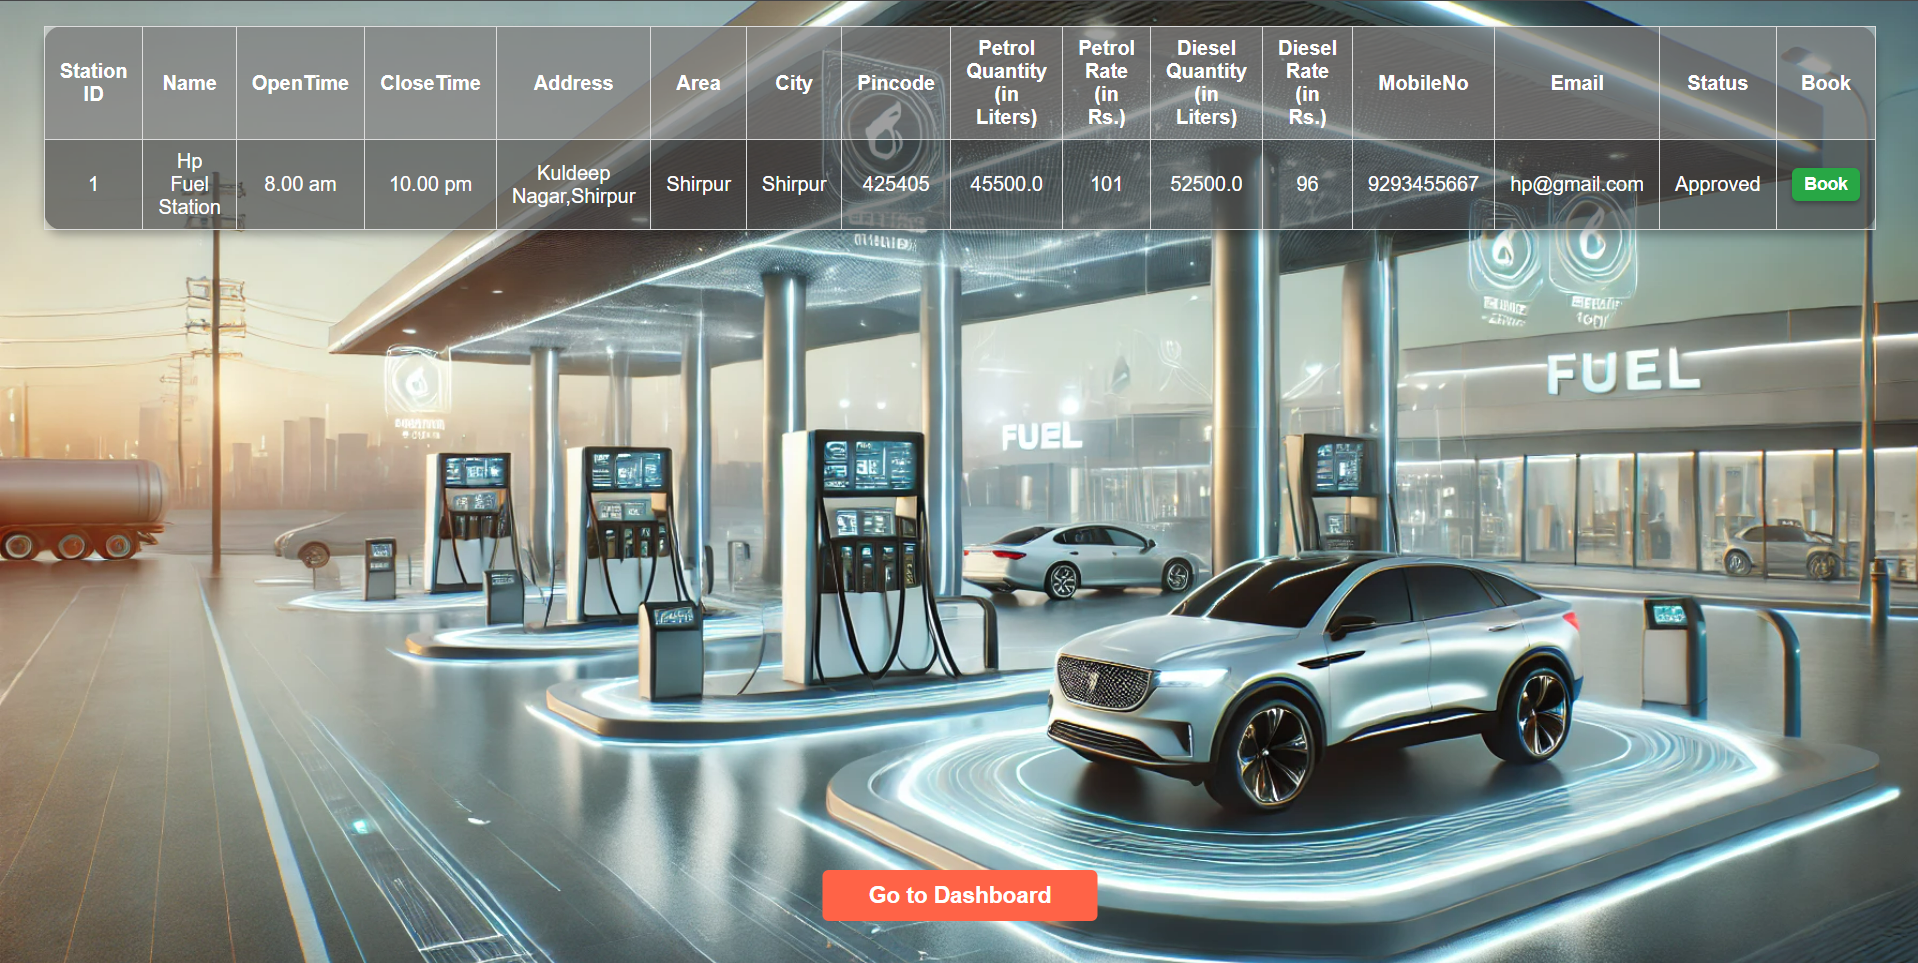 Station ID
Name
OpenTime
CloseTime
Address
Area
City
Pincode
Petrol Quantity (in Liters)
Petrol Rate (in Rs.)
Diesel Quantity (in Liters)
Diesel Rate (in Rs.)
MobileNo
Email
Status
Book
1
Hp Fuel Station
8.00 am
10.00 pm
Kuldeep Nagar,Shirpur
Shirpur
Shirpur
425405
45500.0
101
52500.0
96
9293455667
hp@gmail.com
Approved
Book
FUEL
FUEL
Go to Dashboard